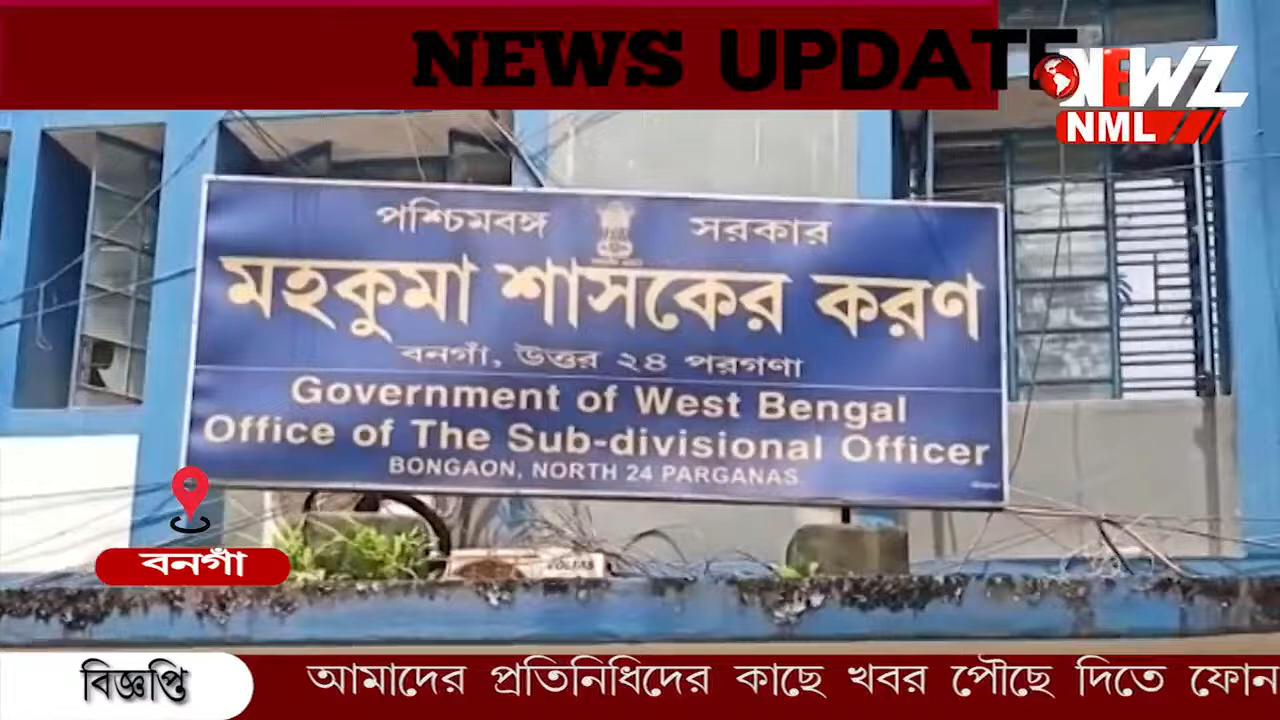 NEWS UPDATE
NEWZ
NML
পশ্চিমবঙ্গ সরকার
মহকুমা শাসকের করণ
বনগাঁ, উত্তর ২৪ পরগণা
Government of West Bengal
Office of The Sub-divisional Officer
BONGAON, NORTH 24 PARGANAS
VOLTAS
বনগাঁ
বিজ্ঞপ্তি
আমাদের প্রতিনিধিদের কাছে খবর পৌছে দিতে ফোন